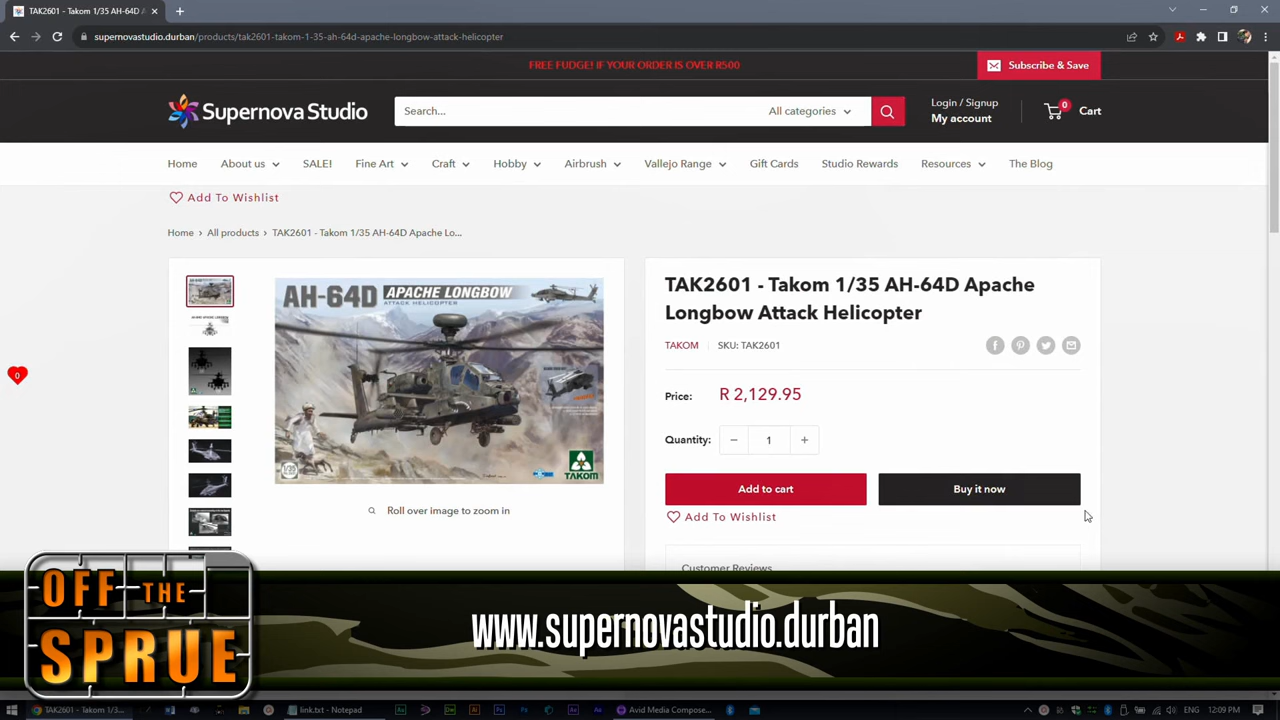 TAK2601 - Takom 1/35 AH-64D A
supernovastudio.durban/products/tak2601-takom-1-35-ah-64d-apache-longbow-attack-helicopter
FREE FUDGE! IF YOUR ORDER IS OVER R500
Subscribe & Save
Supernova Studio
Search...
All categories
Login / Signup
My account
0
Cart
Home
About us
SALE!
Fine Art
Craft
Hobby
Airbrush
Vallejo Range
Gift Cards
Studio Rewards
Resources
The Blog
Add To Wishlist
Home
All products
TAK2601 - Takom 1/35 AH-64D Apache Lo...
AH-64D APACHE LONGBOW
ATTACK HELICOPTER
TAKOM
Roll over image to zoom in
0
TAK2601 - Takom 1/35 AH-64D Apache
Longbow Attack Helicopter
TAKOM
SKU: TAK2601
Price:
R 2,129.95
Quantity:
1
Add to cart
Buy it now
Add To Wishlist
Customer Reviews
OFF THE
SPRUE
www.supernovastudio.durban
TAK2601 - Takom 1/3...
link.txt - Notepad
Avid Media Compose...
ENG
12:09 PM